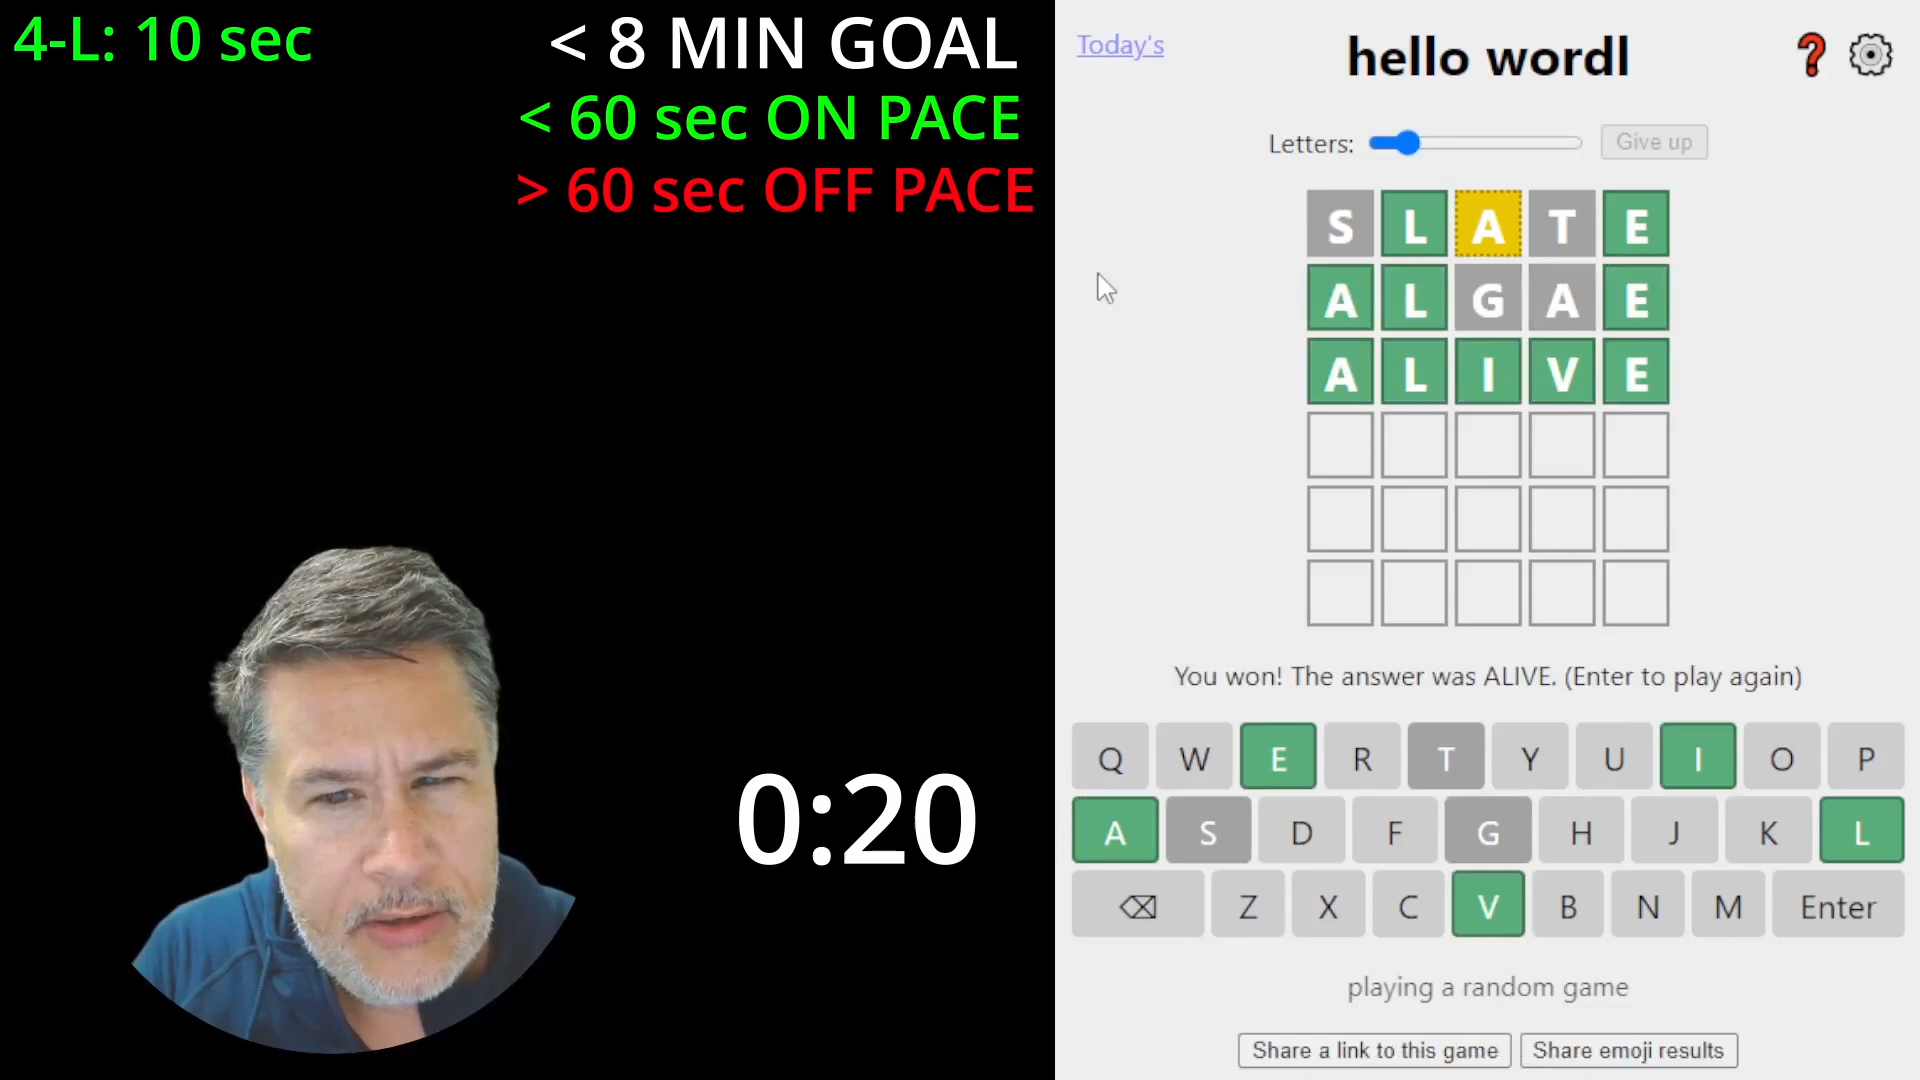 4-L: 10 sec
< 8 MIN GOAL
< 60 sec ON PACE
> 60 sec OFF PACE
0:20
Today's
hello wordl
❓
Letters:
Give up
S L A T E
A L G A E
A L I V E
You won! The answer was ALIVE. (Enter to play again)
Q W E R T Y U I O P
A S D F G H J K L
⌫ Z X C V B N M Enter
playing a random game
Share a link to this game
Share emoji results